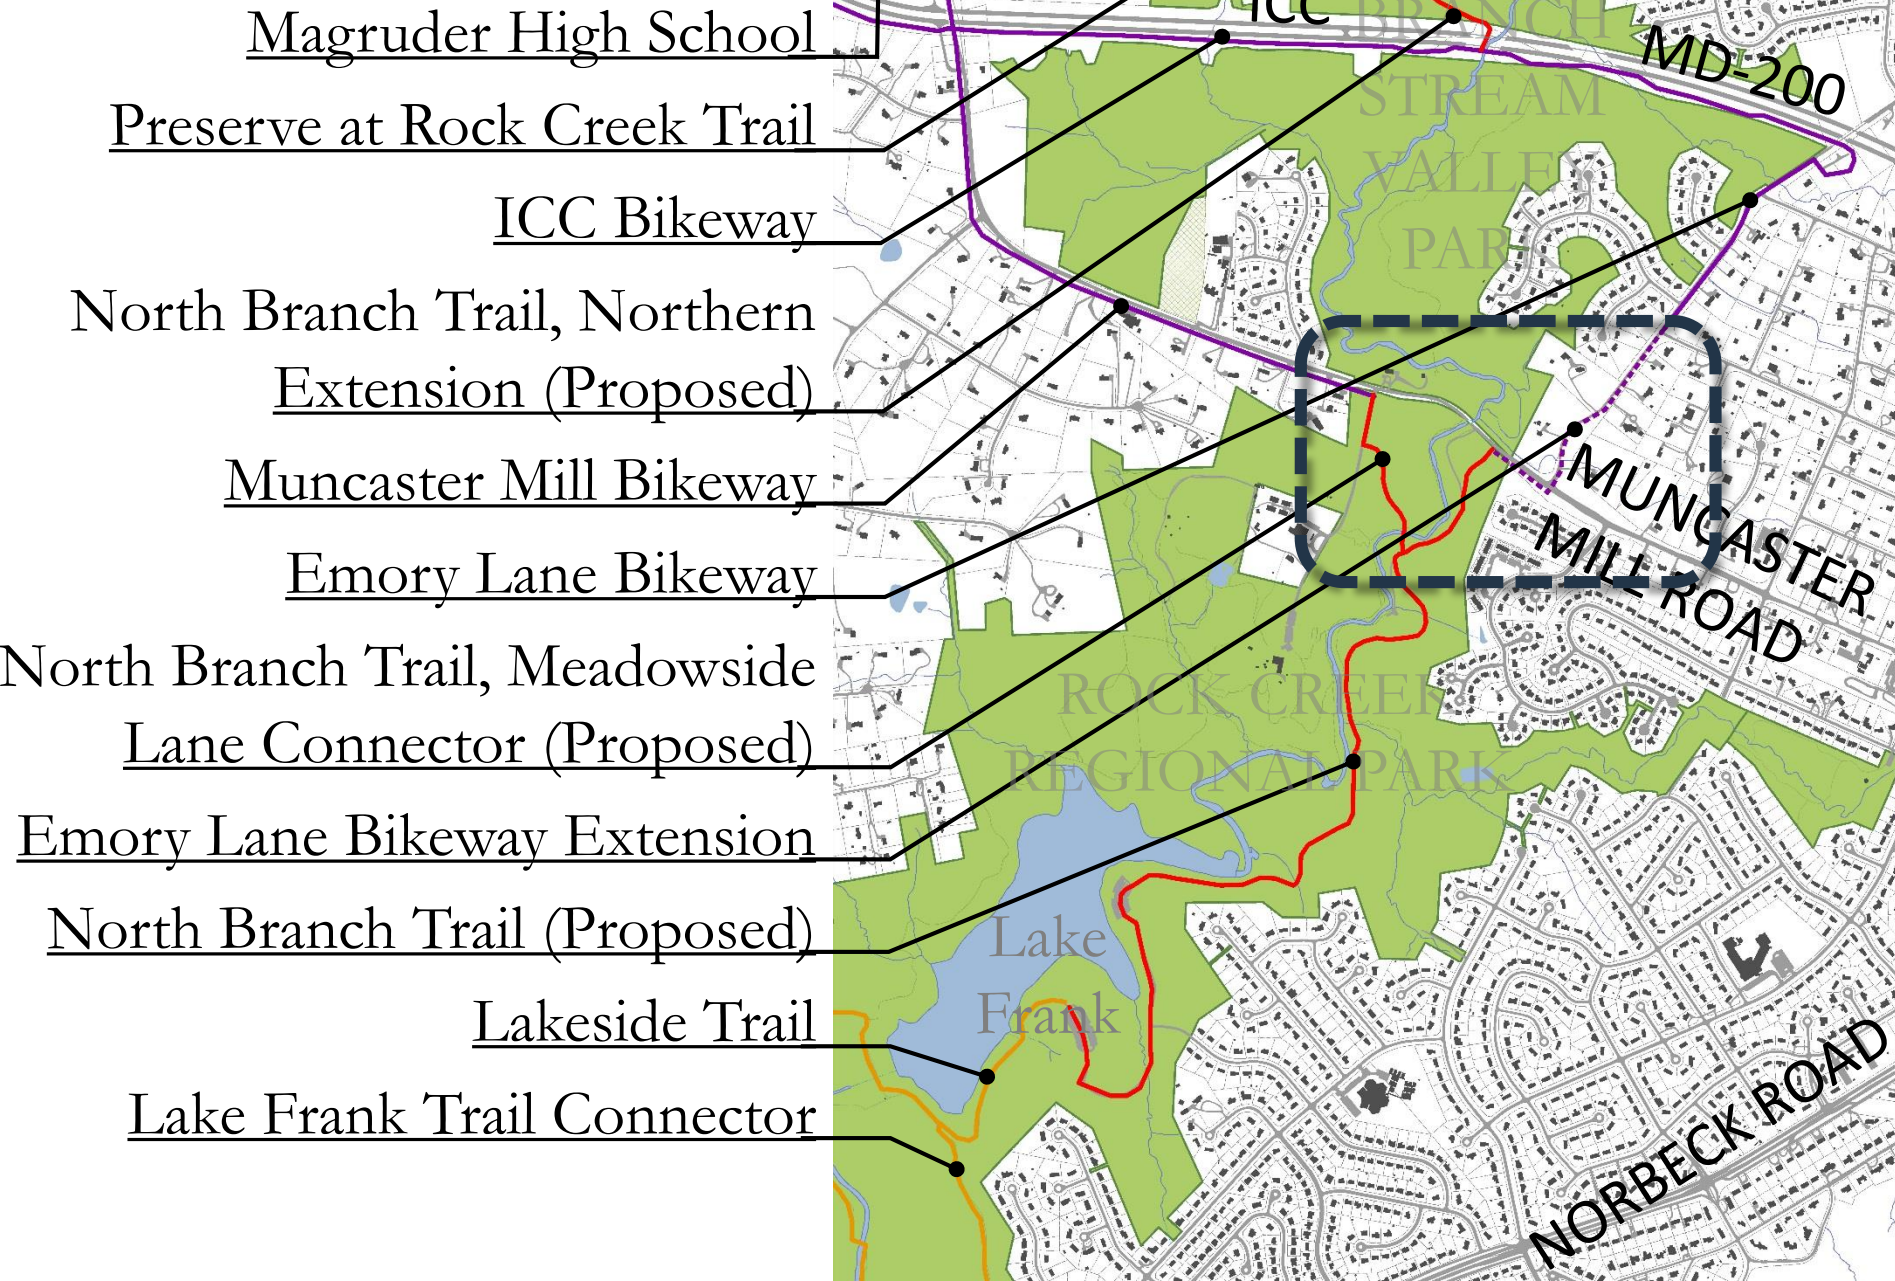 Magruder High School
Preserve at Rock Creek Trail
ICC Bikeway
North Branch Trail, Northern
Extension (Proposed)
Muncaster Mill Bikeway
Emory Lane Bikeway
North Branch Trail, Meadowside
Lane Connector (Proposed)
Emory Lane Bikeway Extension
North Branch Trail (Proposed)
Lakeside Trail
Lake Frank Trail Connector
ICC
MD-200
BRANCH
STREAM
VALLEY
PARK
MUNCASTER
MILL ROAD
ROCK CREEK
REGIONAL PARK
Lake
Frank
NORBECK ROAD